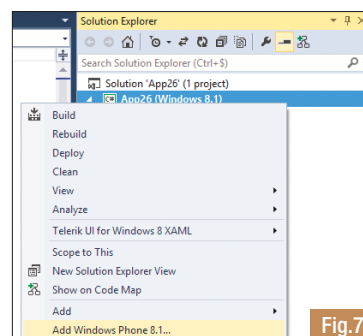 Solution Explorer
Search Solution Explorer (Ctrl+$)
Solution 'App26' (1 project)
App26 (Windows 8.1)
Build
Rebuild
Deploy
Clean
View
Analyze
Telerik UI for Windows 8 XAML
Scope to This
New Solution Explorer View
Show on Code Map
Add
Add Windows Phone 8.1...
Fig.7